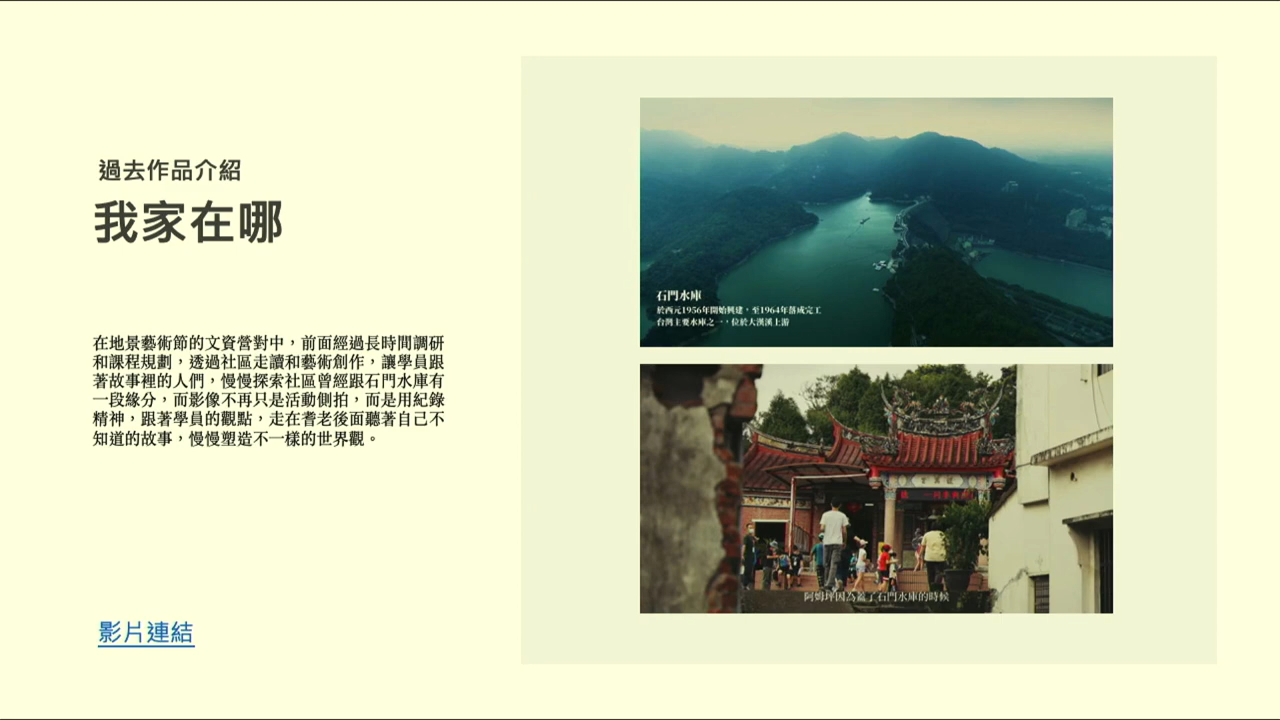 過去作品介紹
我家在哪
在地景藝術節的文資營對中，前面經過長時間調研
和課程規劃，透過社區走讀和藝術創作，讓學員跟
著故事裡的人們，慢慢探索社區曾經跟石門水庫有
一段緣分，而影像不再只是活動側拍，而是用紀錄
精神，跟著學員的觀點，走在耆老後面聽著自己不
知道的故事，慢慢塑造不一樣的世界觀。
影片連結
石門水庫
於西元1956年開始興建，至1964年落成完工
台灣主要水庫之一，位於大漢溪上游
阿姆坪因為蓋了石門水庫的時候